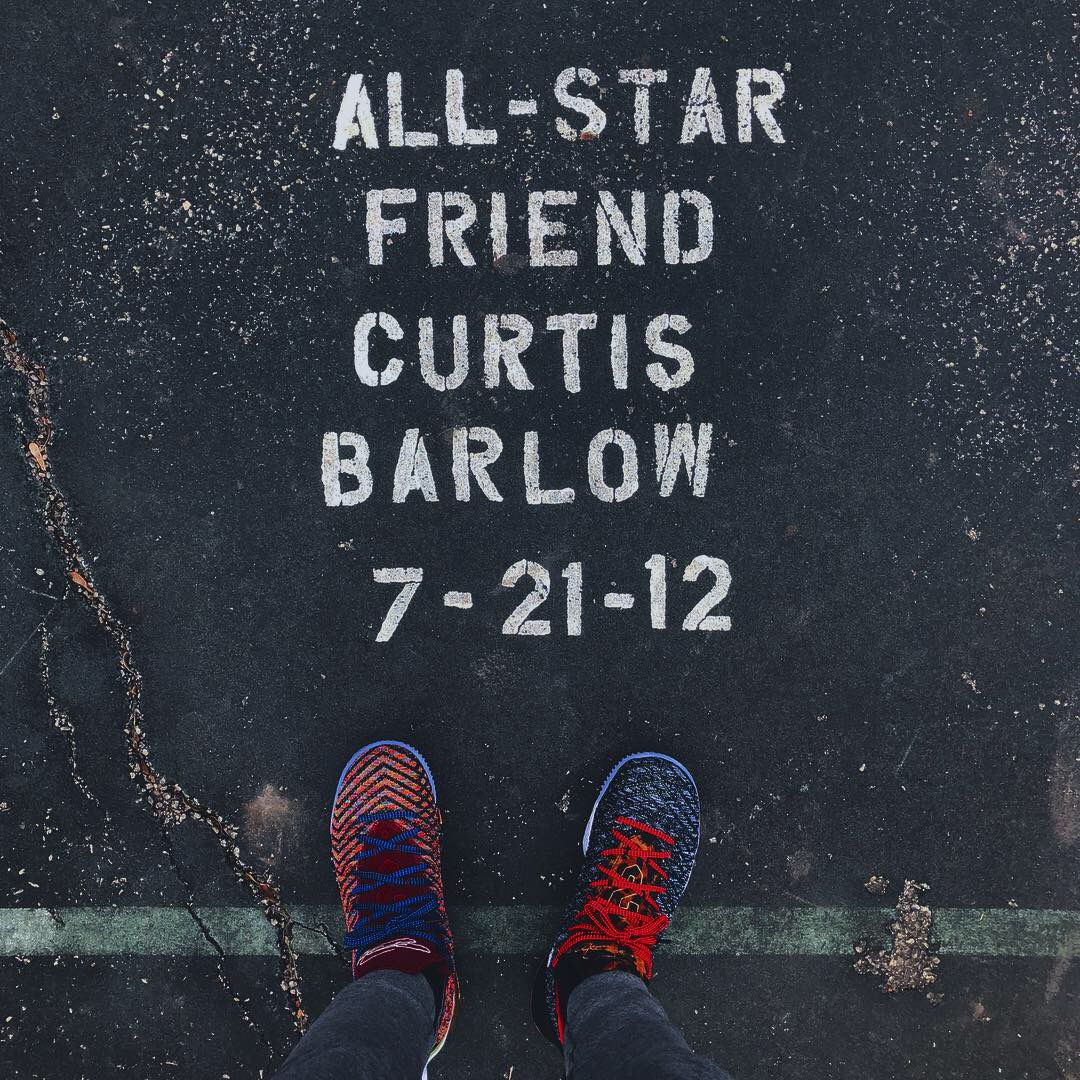 ALL-STAR
FRIEND
CURTIS
BARLOW
7-21-12